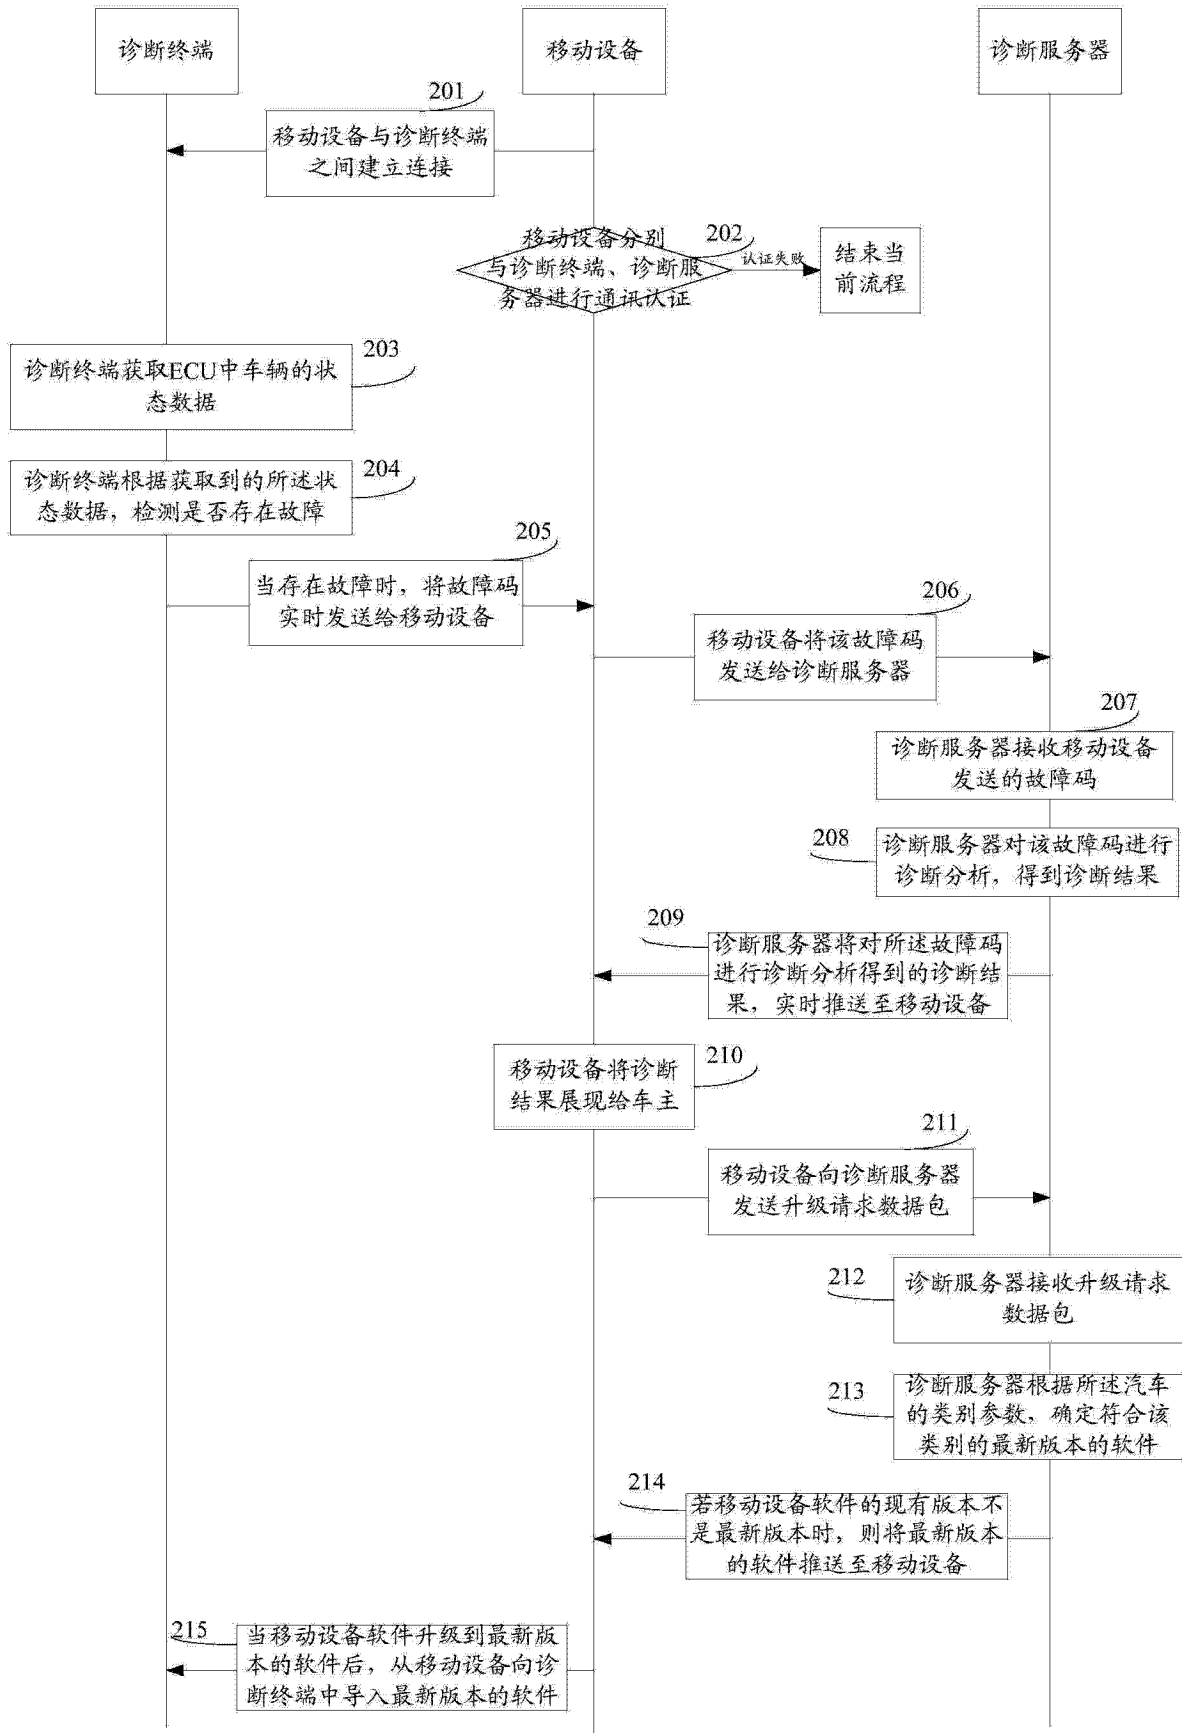 诊断终端
移动设备
诊断服务器
201
移动设备与诊断终端
之间建立连接
202
移动设备分别
与诊断终端、诊断服
务器进行通讯认证
认证失败
结束当
前流程
203
诊断终端获取ECU中车辆的状
态数据
204
诊断终端根据获取到的所述状
态数据，检测是否存在故障
205
当存在故障时，将故障码
实时发送给移动设备
206
移动设备将该故障码
发送给诊断服务器
207
诊断服务器接收移动设备
发送的故障码
208
诊断服务器对该故障码进行
诊断分析，得到诊断结果
209
诊断服务器将对所述故障码
进行诊断分析得到的诊断结
果，实时推送至移动设备
210
移动设备将诊断
结果展现给车主
211
移动设备向诊断服务器
发送升级请求数据包
212
诊断服务器接收升级请求
数据包
213
诊断服务器根据所述汽车
的类别参数，确定符合该
类别的最新版本的软件
214
若移动设备软件的现有版本不
是最新版本时，则将最新版本
的软件推送至移动设备
215
当移动设备软件升级到最新版
本的软件后，从移动设备向诊
断终端中导入最新版本的软件